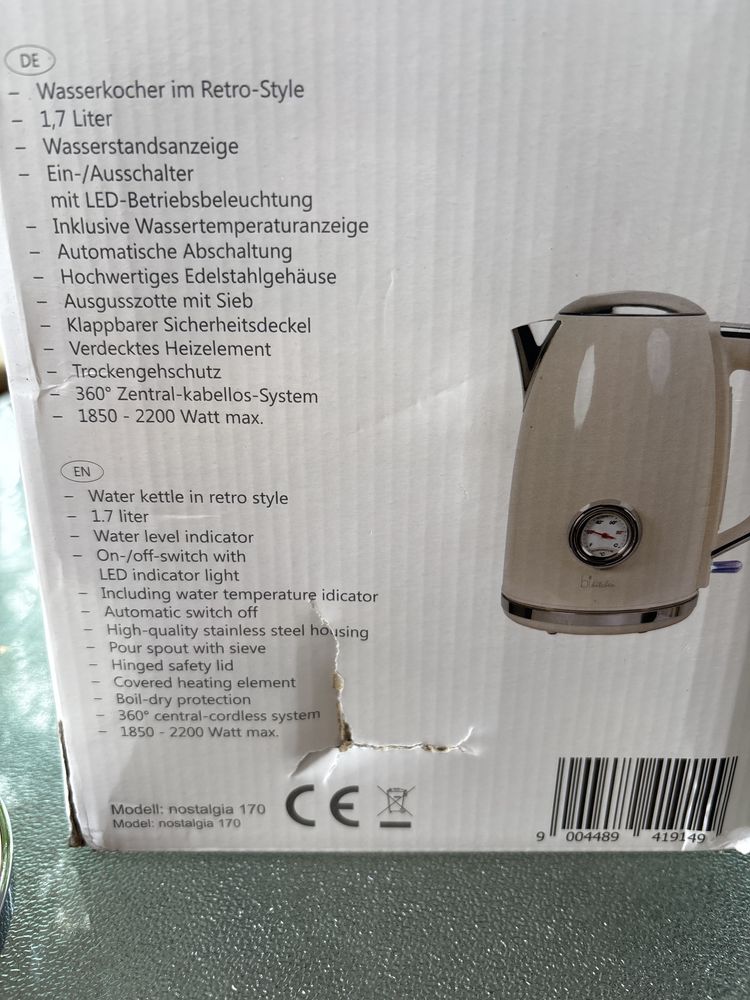 DE
– Wasserkocher im Retro-Style
– 1,7 Liter
– Wasserstandsanzeige
– Ein-/Ausschalter
mit LED-Betriebsbeleuchtung
– Inklusive Wassertemperaturanzeige
– Automatische Abschaltung
– Hochwertiges Edelstahlgehäuse
– Ausgusszotte mit Sieb
– Klappbarer Sicherheitsdeckel
– Verdecktes Heizelement
– Trockengehschutz
– 360° Zentral-kabellos-System
– 1850 - 2200 Watt max.
EN
– Water kettle in retro style
– 1.7 liter
– Water level indicator
– On-/off-switch with
LED indicator light
– Including water temperature idicator
– Automatic switch off
– High-quality stainless steel housing
– Pour spout with sieve
– Hinged safety lid
– Covered heating element
– Boil-dry protection
– 360° central-cordless system
– 1850 - 2200 Watt max.
Modell: nostalgia 170
Model: nostalgia 170
CE
9 004489 419149